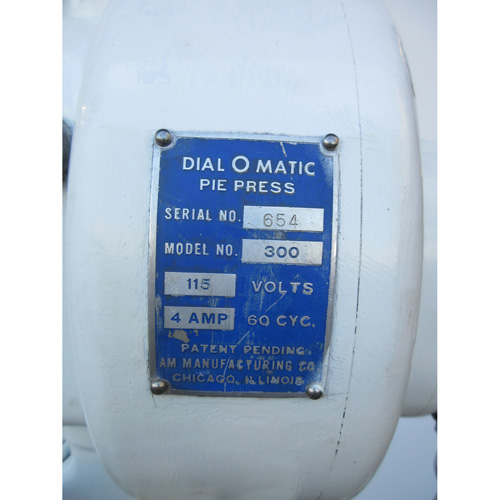 DIAL O MATIC
PIE PRESS
SERIAL NO. 654
MODEL NO. 300
115 VOLTS
4 AMP 60 CYC.
PATENT PENDING
AM MANUFACTURING CO
CHICAGO, ILLINOIS